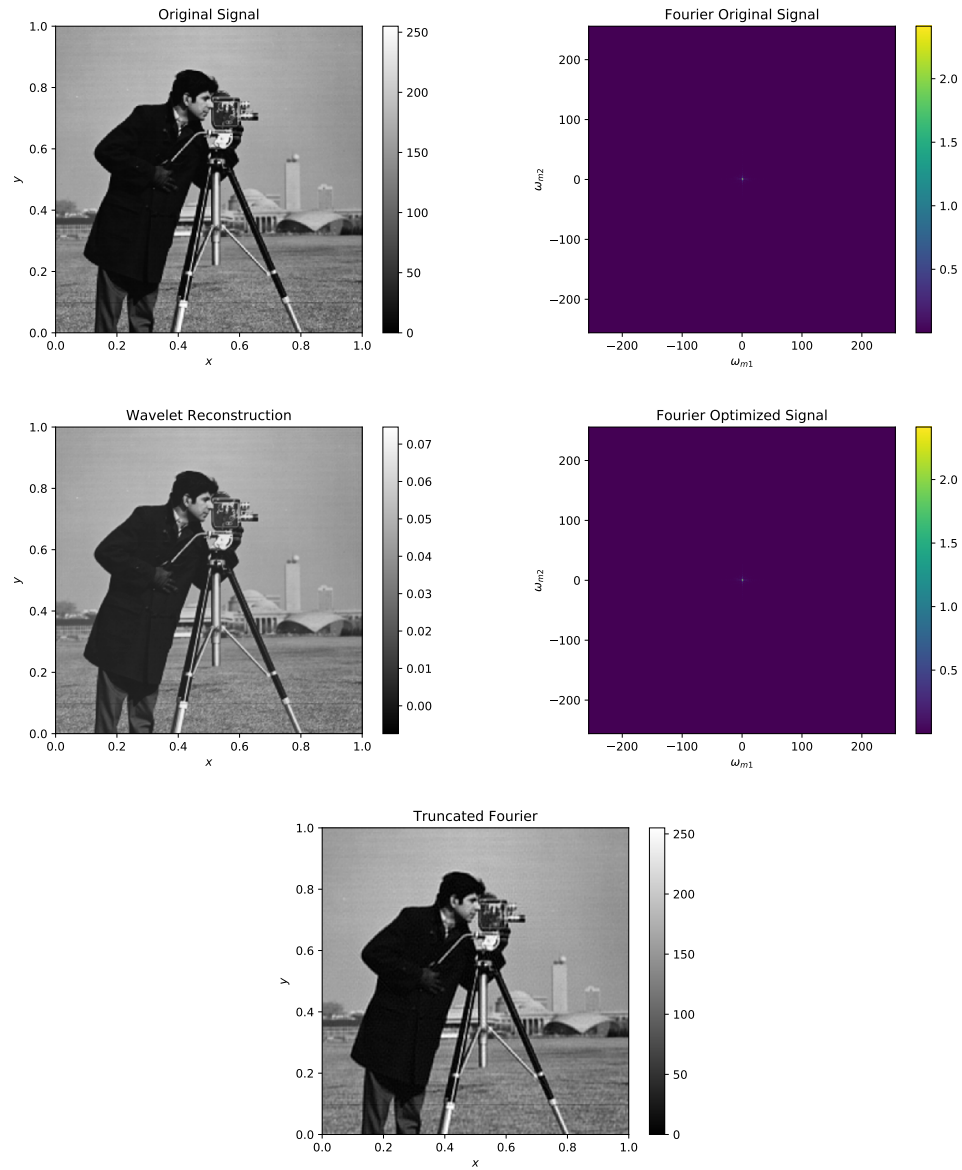 Original Signal
1.0
0.8
0.6
0.4
0.2
0.0
y
0.0 0.2 0.4 0.6 0.8 1.0
x
250
200
150
100
50
0
Fourier Original Signal
200
100
0
−100
−200
ωm2
−200 −100 0 100 200
ωm1
2.0
1.5
1.0
0.5
Wavelet Reconstruction
1.0
0.8
0.6
0.4
0.2
0.0
y
0.0 0.2 0.4 0.6 0.8 1.0
x
0.07
0.06
0.05
0.04
0.03
0.02
0.01
0.00
Fourier Optimized Signal
200
100
0
−100
−200
ωm2
−200 −100 0 100 200
ωm1
2.0
1.5
1.0
0.5
Truncated Fourier
1.0
0.8
0.6
0.4
0.2
0.0
y
0.0 0.2 0.4 0.6 0.8 1.0
x
250
200
150
100
50
0